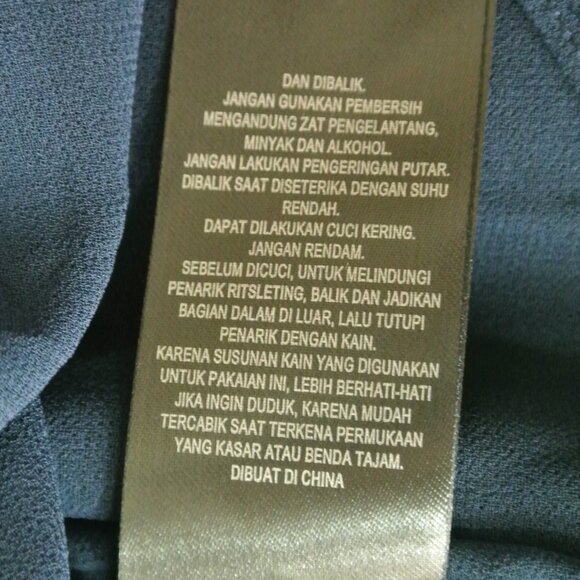 DAN DIBALIK.
JANGAN GUNAKAN PEMBERSIH
MENGANDUNG ZAT PENGELANTANG,
MINYAK DAN ALKOHOL.
JANGAN LAKUKAN PENGERINGAN PUTAR.
DIBALIK SAAT DISETERIKA DENGAN SUHU
RENDAH.
DAPAT DILAKUKAN CUCI KERING.
JANGAN RENDAM.
SEBELUM DICUCI, UNTUK MELINDUNGI
PENARIK RITSLETING, BALIK DAN JADIKAN
BAGIAN DALAM DI LUAR, LALU TUTUPI
PENARIK DENGAN KAIN.
KARENA SUSUNAN KAIN YANG DIGUNAKAN
UNTUK PAKAIAN INI, LEBIH BERHATI-HATI
JIKA INGIN DUDUK, KARENA MUDAH
TERCABIK SAAT TERKENA PERMUKAAN
YANG KASAR ATAU BENDA TAJAM.
DIBUAT DI CHINA